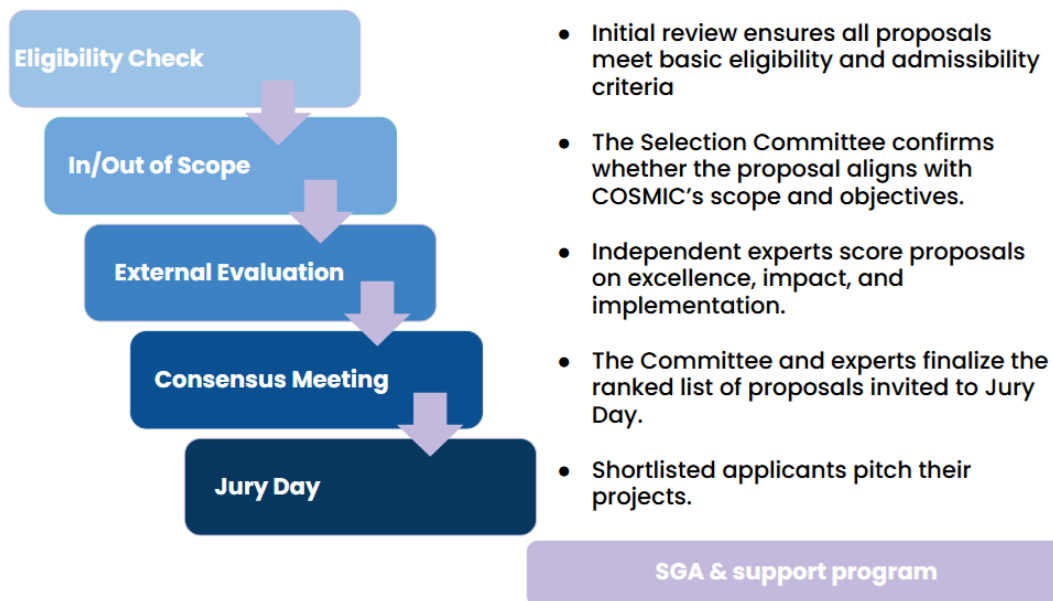 Eligibility Check
● Initial review ensures all proposals
meet basic eligibility and admissibility
criteria
In/Out of Scope
● The Selection Committee confirms
whether the proposal aligns with
COSMIC’s scope and objectives.
External Evaluation
● Independent experts score proposals
on excellence, impact, and
implementation.
Consensus Meeting
● The Committee and experts finalize the
ranked list of proposals invited to Jury
Day.
Jury Day
● Shortlisted applicants pitch their
projects.
SGA & support program